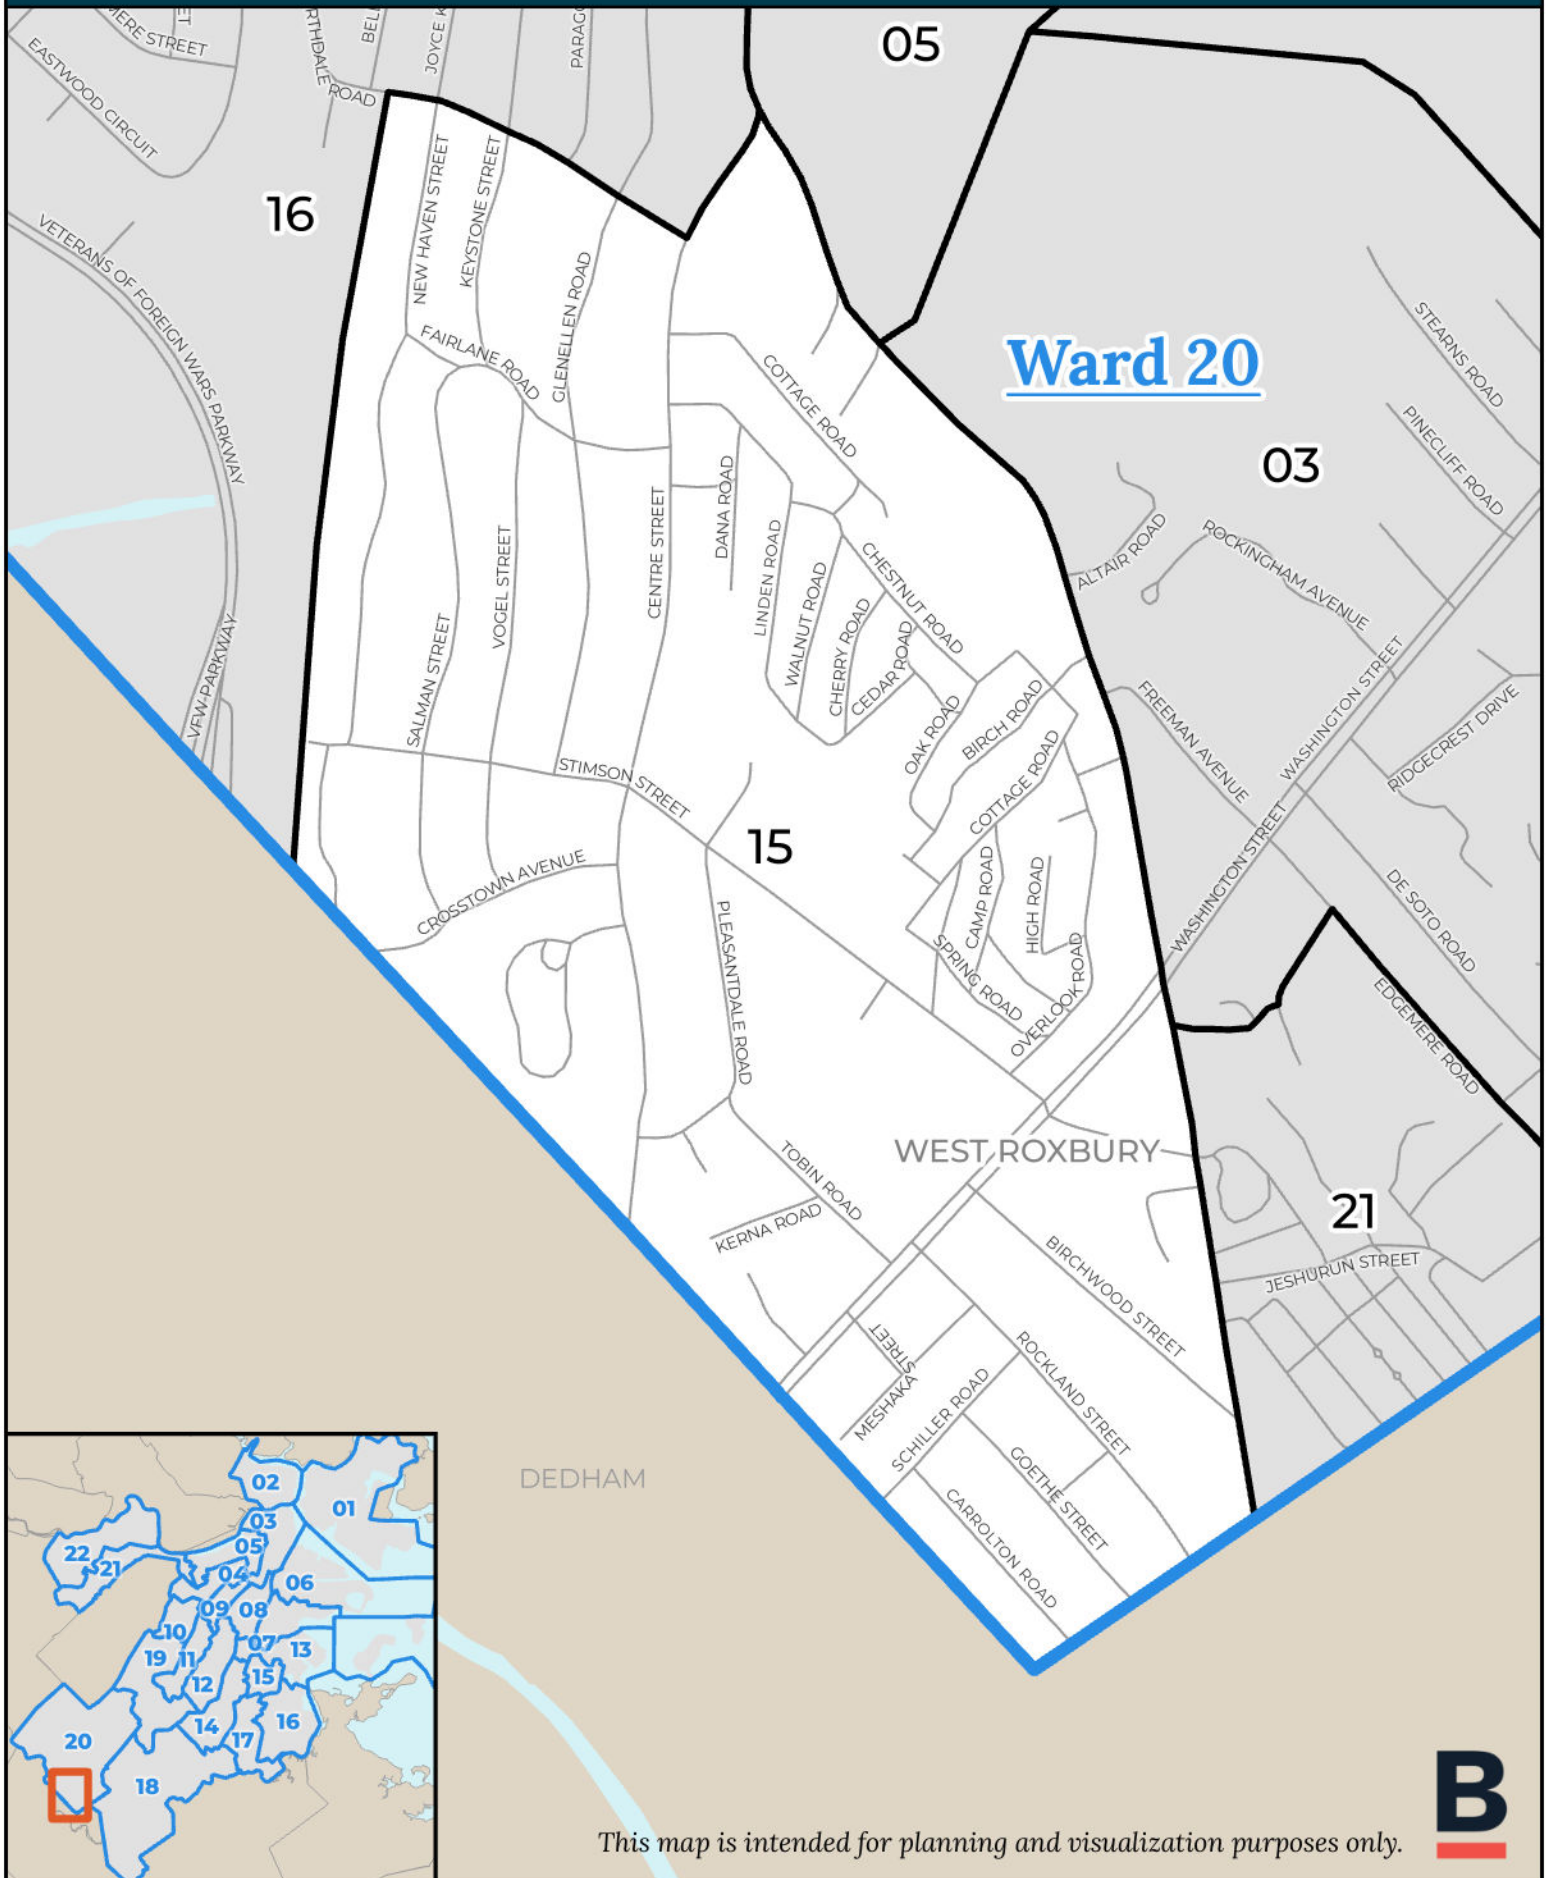 05
MERE STREET
ET
RTHDALE ROAD
BEL
JOYCE K
PARAG
EASTWOOD CIRCUIT
16
VETERANS OF FOREIGN WARS PARKWAY
VFW-PARKWAY
NEW HAVEN STREET
KEYSTONE STREET
GLENELLEN ROAD
FAIRLANE ROAD
Ward 20
03
STEARNS ROAD
PINECLIFF ROAD
COTTAGE ROAD
DANA ROAD
CENTRE STREET
VOGEL STREET
SALMAN STREET
LINDEN ROAD
WALNUT ROAD
CHERRY ROAD
CEDAR ROAD
CHESTNUT ROAD
ALTAIR ROAD
ROCKINGHAM AVENUE
WASHINGTON STREET
FREEMAN AVENUE
RIDGECREST DRIVE
OAK ROAD
BIRCH ROAD
COTTAGE ROAD
STIMSON STREET
15
CROSSTOWN AVENUE
PLEASANTDALE ROAD
CAMP ROAD
HIGH ROAD
SPRING ROAD
OVERLOOK ROAD
WASHINGTON STREET
WASHINGTON STREET
DE SOTO ROAD
EDGEMERE ROAD
WEST ROXBURY
TOBIN ROAD
KERNA ROAD
21
JESHURUN STREET
BIRCHWOOD STREET
MESHAKA STREET
ROCKLAND STREET
SCHILLER ROAD
GOETHE STREET
CARROLTON ROAD
DEDHAM
02
01
03
05
22
21
04
06
09
08
10
07
13
19
11
12
15
14
16
17
20
18
This map is intended for planning and visualization purposes only.
B